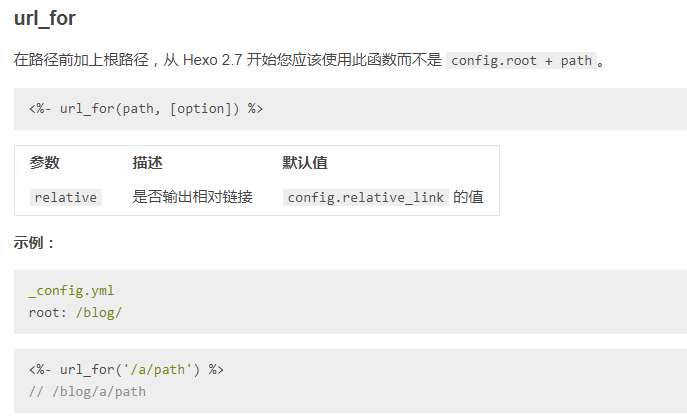 url_for
在路径前加上根路径，从 Hexo 2.7 开始您应该使用此函数而不是 config.root + path。
<%- url_for(path, [option]) %>
参数 描述 默认值
relative 是否输出相对链接 config.relative_link 的值
示例：
_config.yml
root: /blog/
<%- url_for('/a/path') %>
// /blog/a/path